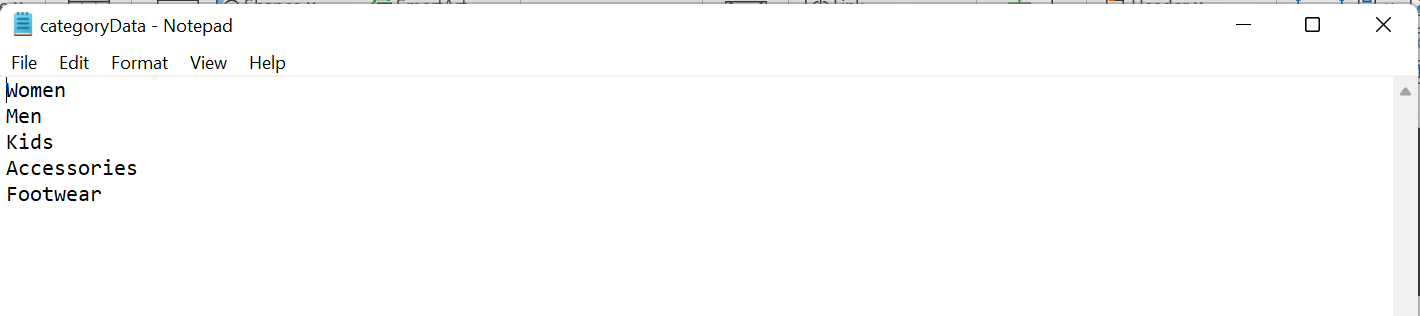 categoryData - Notepad
File Edit Format View Help
Women
Men
Kids
Accessories
Footwear